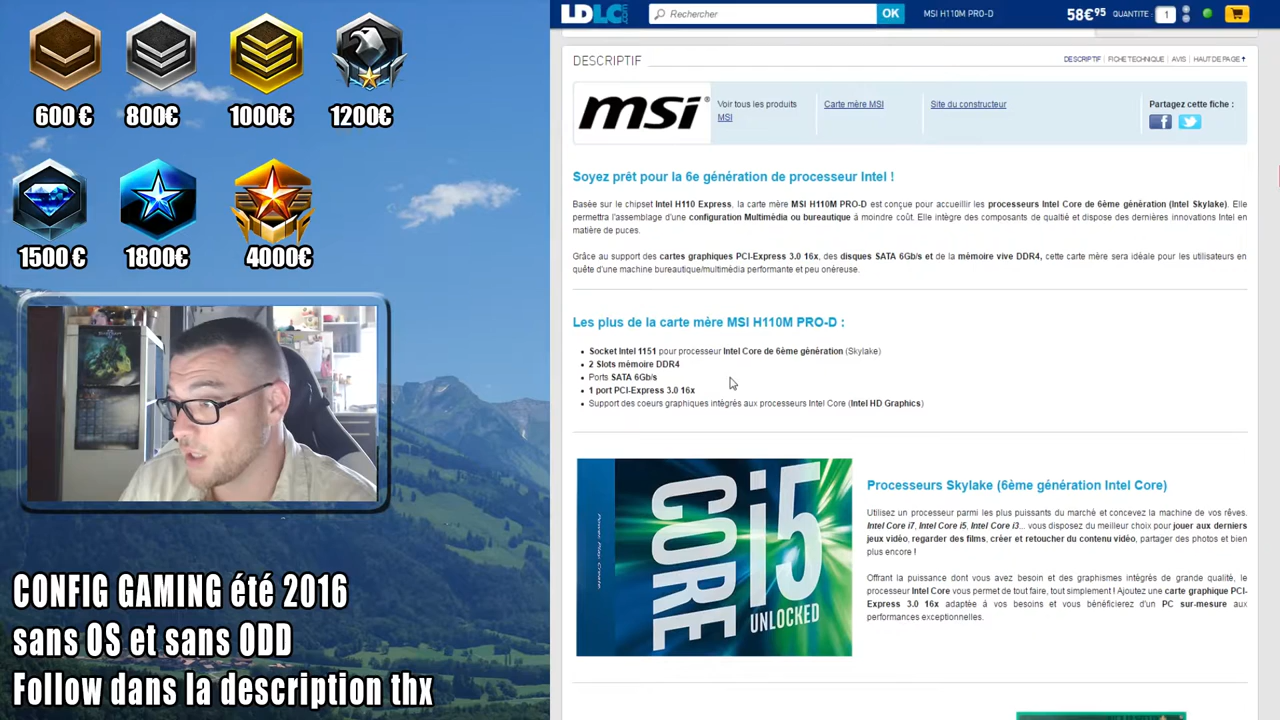 600€ 800€ 1000€ 1200€
1500€ 1800€ 4000€
CONFIG GAMING été 2016
sans OS et sans ODD
Follow dans la description thx
LDLC.com Rechercher OK MSI H110M PRO-D 58€95 QUANTITE : 1
DESCRIPTIF DESCRIPTIF | FICHE TECHNIQUE | AVIS | HAUT DE PAGE
msi® Voir tous les produits Carte mère MSI Site du constructeur Partagez cette fiche :
MSI
Soyez prêt pour la 6e génération de processeur Intel !
Basée sur le chipset Intel H110 Express, la carte mère MSI H110M PRO-D est conçue pour accueillir les processeurs Intel Core de 6ème génération (Intel Skylake). Elle
permettra l'assemblage d'une configuration Multimédia ou bureautique à moindre coût. Elle intègre des composants de qualtié et dispose des dernières innovations Intel en
matière de puces.
Grâce au support des cartes graphiques PCI-Express 3.0 16x, des disques SATA 6Gb/s et de la mémoire vive DDR4, cette carte mère sera idéale pour les utilisateurs en
quête d'une machine bureautique/multimédia performante et peu onéreuse.
Les plus de la carte mère MSI H110M PRO-D :
Socket Intel 1151 pour processeur Intel Core de 6ème génération (Skylake)
2 Slots mémoire DDR4
Ports SATA 6Gb/s
1 port PCI-Express 3.0 16x
Support des coeurs graphiques intégrés aux processeurs Intel Core (Intel HD Graphics)
CORE i5
UNLOCKED
Processeurs Skylake (6ème génération Intel Core)
Utilisez un processeur parmi les plus puissants du marché et concevez la machine de vos rêves.
Intel Core i7, Intel Core i5, Intel Core i3... vous disposez du meilleur choix pour jouer aux derniers
jeux vidéo, regarder des films, créer et retoucher du contenu vidéo, partager des photos et bien
plus encore !
Offrant la puissance dont vous avez besoin et des graphismes intégrés de grande qualité, le
processeur Intel Core vous permet de tout faire, tout simplement ! Ajoutez une carte graphique PCI-
Express 3.0 16x adaptée à vos besoins et vous bénéficierez d'un PC sur-mesure aux
performances exceptionnelles.